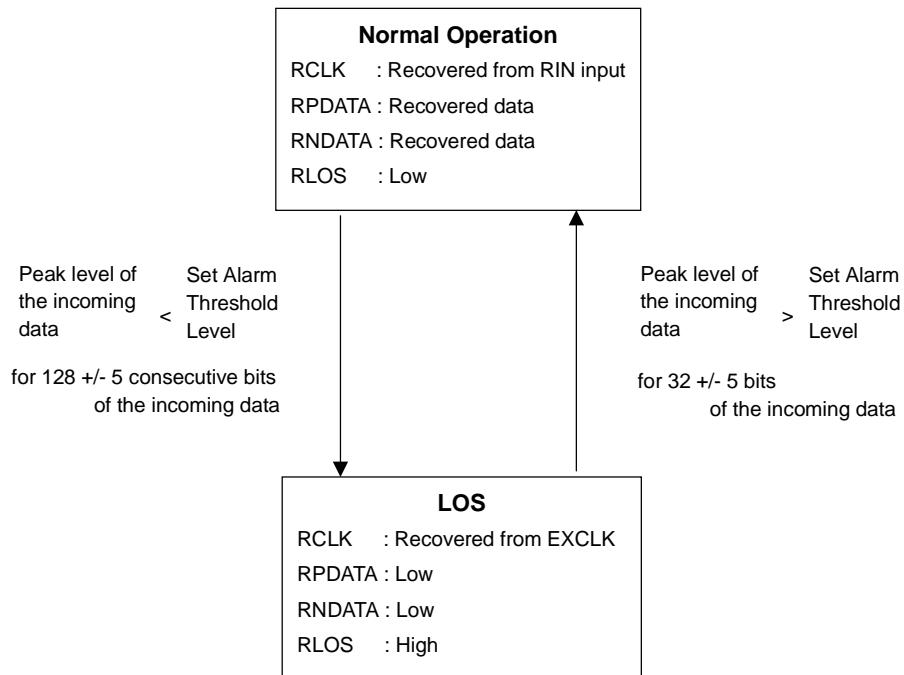 Normal Operation
RCLK : Recovered from RIN input
RPDATA : Recovered data
RNDATA : Recovered data
RLOS : Low
Peak level of
the incoming
data
<
Set Alarm
Threshold
Level
for 128 +/- 5 consecutive bits
of the incoming data
Peak level of
the incoming
data
>
Set Alarm
Threshold
Level
for 32 +/- 5 bits
of the incoming data
LOS
RCLK : Recovered from EXCLK
RPDATA : Low
RNDATA : Low
RLOS : High